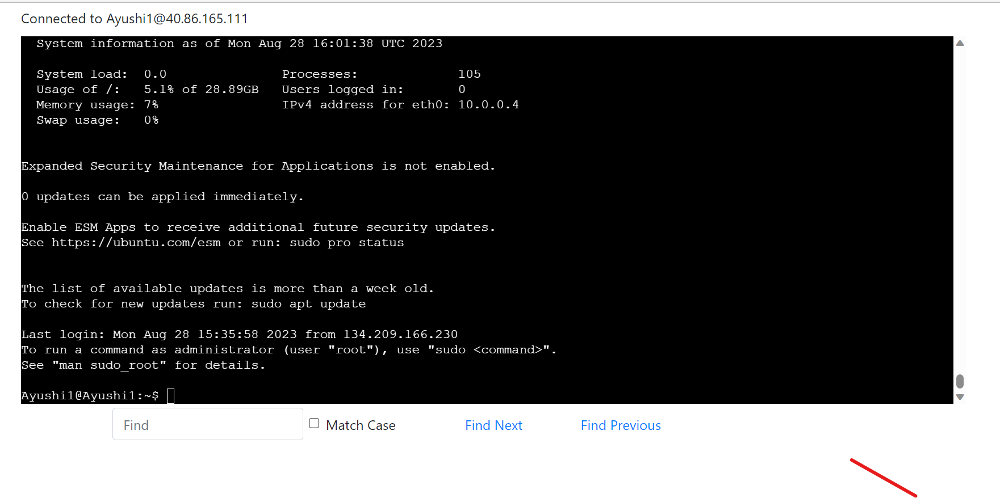 Connected to Ayushi1@40.86.165.111
System information as of Mon Aug 28 16:01:38 UTC 2023
System load:  0.0               Processes:             105
Usage of /:   5.1% of 28.89GB   Users logged in:       0
Memory usage: 7%                IPv4 address for eth0: 10.0.0.4
Swap usage:   0%
Expanded Security Maintenance for Applications is not enabled.
0 updates can be applied immediately.
Enable ESM Apps to receive additional future security updates.
See https://ubuntu.com/esm or run: sudo pro status
The list of available updates is more than a week old.
To check for new updates run: sudo apt update
Last login: Mon Aug 28 15:35:58 2023 from 134.209.166.230
To run a command as administrator (user "root"), use "sudo <command>".
See "man sudo_root" for details.
Ayushi1@Ayushi1:~$
Find Match Case Find Next Find Previous